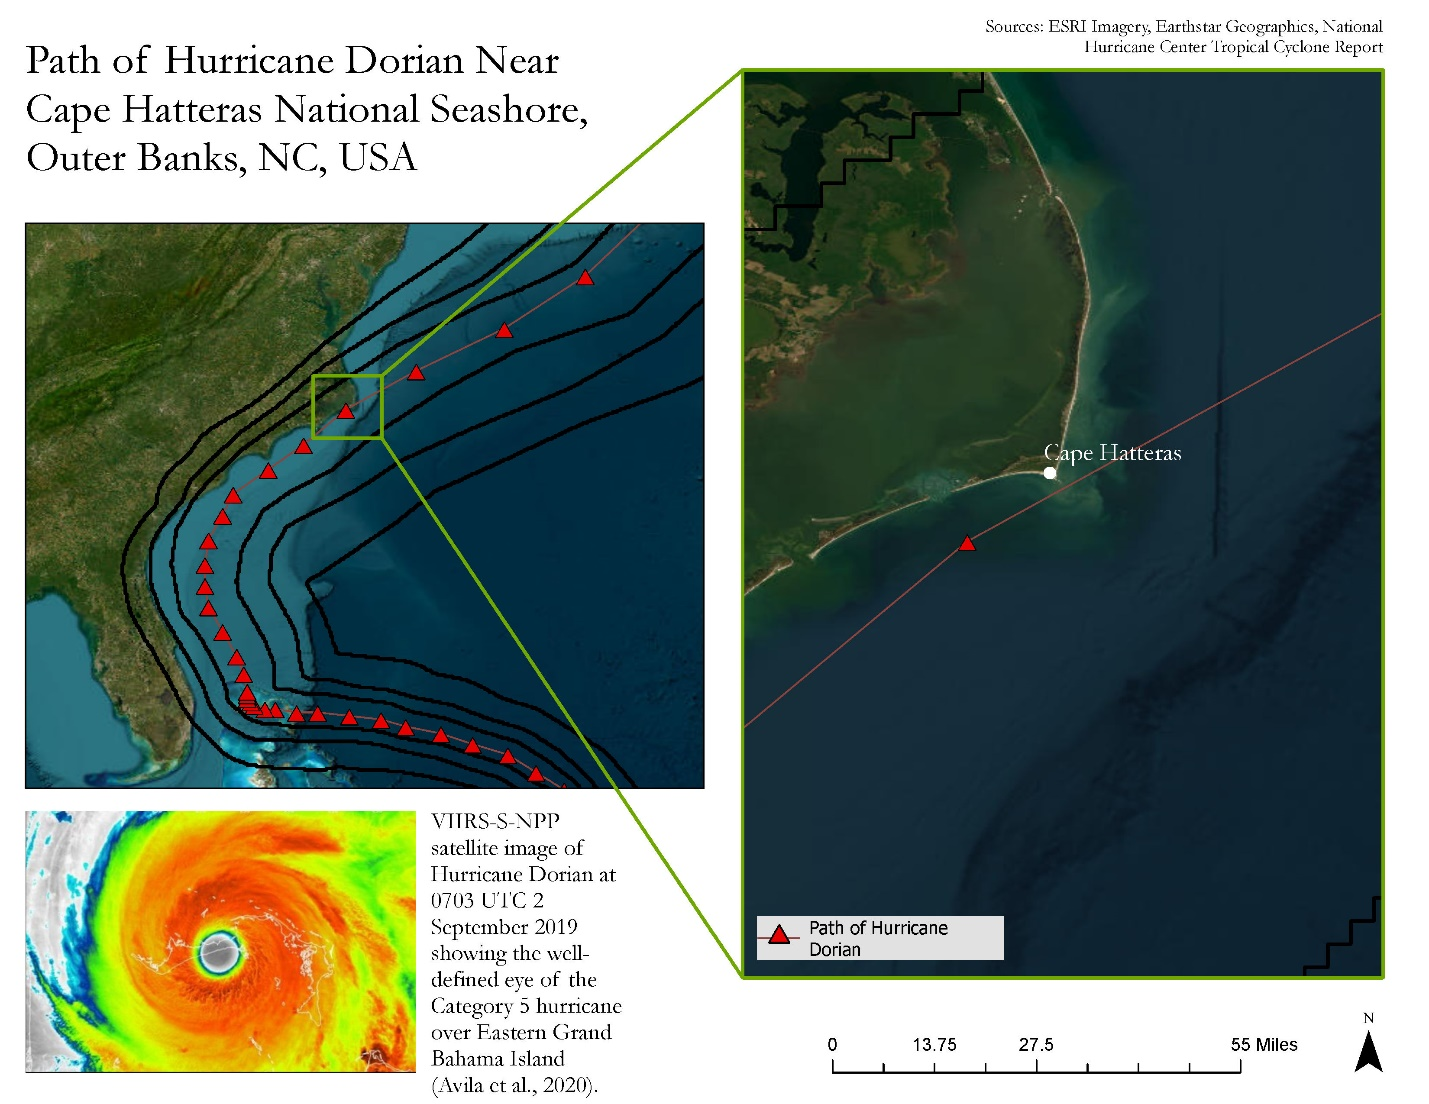 Sources: ESRI Imagery, Earthstar Geographics, National
Hurricane Center Tropical Cyclone Report
Path of Hurricane Dorian Near
Cape Hatteras National Seashore,
Outer Banks, NC, USA
Cape Hatteras
Path of Hurricane
Dorian
VIIRS-S-NPP
satellite image of
Hurricane Dorian at
0703 UTC 2
September 2019
showing the well-
defined eye of the
Category 5 hurricane
over Eastern Grand
Bahama Island
(Avila et al., 2020).
0 13.75 27.5 55 Miles
N